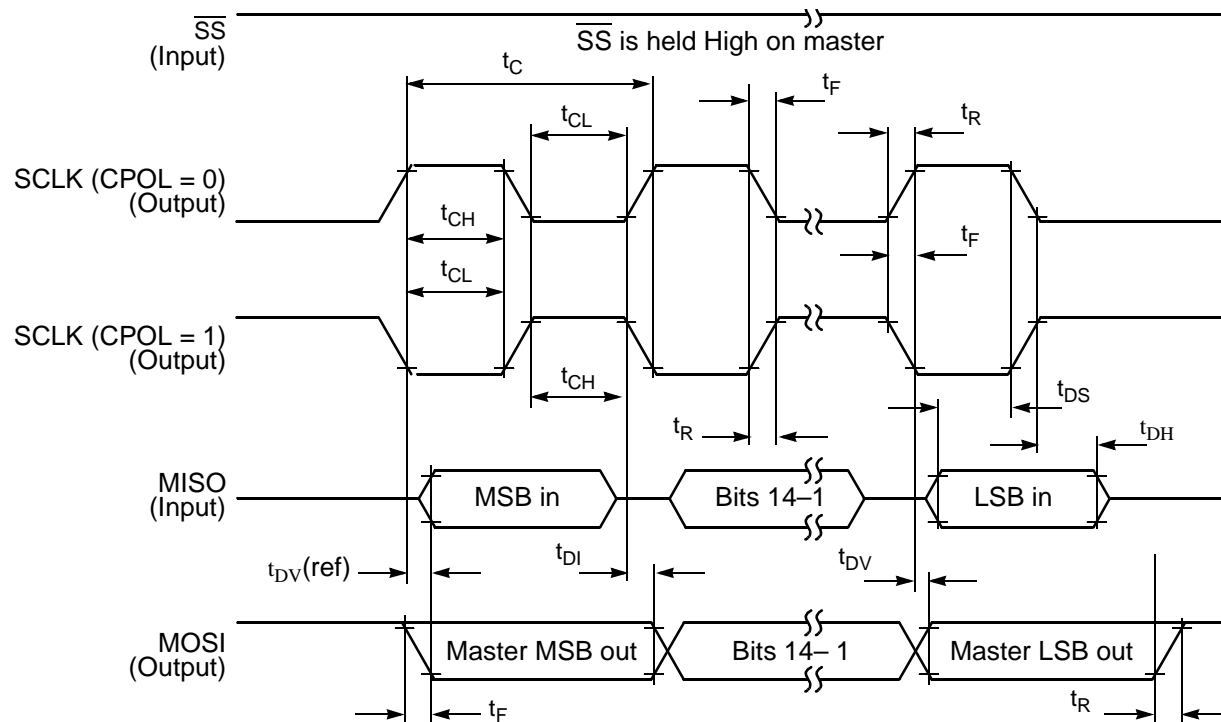 SS
(Input)
SS is held High on master
tC
tF
tCL
tR
SCLK (CPOL = 0)
(Output)
tCH
tF
tCL
SCLK (CPOL = 1)
(Output)
tCH
tDS
tR
tDH
MISO
(Input)
MSB in
Bits 14–1
LSB in
tDI
tDV
tDV(ref)
MOSI
(Output)
Master MSB out
Bits 14– 1
Master LSB out
tF
tR